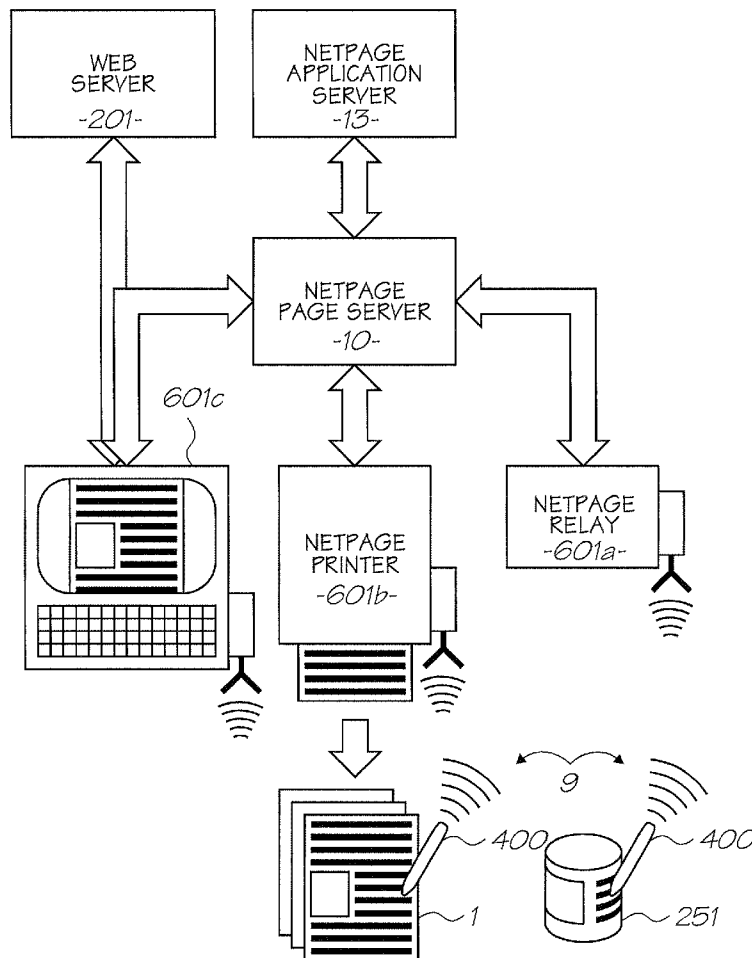 WEB
SERVER
-201-
NETPAGE
APPLICATION
SERVER
-13-
NETPAGE
PAGE SERVER
-10-
601c
NETPAGE
PRINTER
-601b-
NETPAGE
RELAY
-601a-
9
400
400
1
251